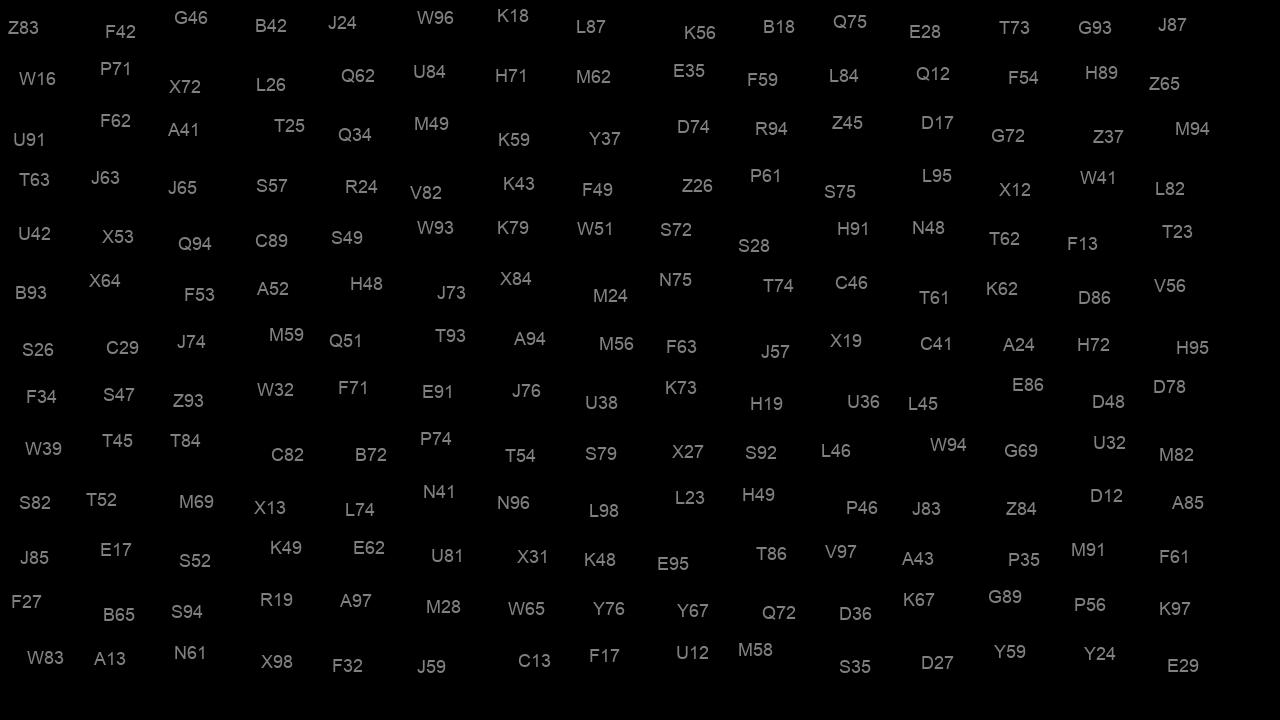 Z83 F42 G46 B42 J24 W96 K18 L87 K56 B18 Q75 E28 T73 G93 J87
W16 P71 X72 L26 Q62 U84 H71 M62 E35 F59 L84 Q12 F54 H89 Z65
U91 F62 A41 T25 Q34 M49 K59 Y37 D74 R94 Z45 D17 G72 Z37 M94
T63 J63 J65 S57 R24 V82 K43 F49 Z26 P61 S75 L95 X12 W41 L82
U42 X53 Q94 C89 S49 W93 K79 W51 S72 S28 H91 N48 T62 F13 T23
B93 X64 F53 A52 H48 J73 X84 M24 N75 T74 C46 T61 K62 D86 V56
S26 C29 J74 M59 Q51 T93 A94 M56 F63 J57 X19 C41 A24 H72 H95
F34 S47 Z93 W32 F71 E91 J76 U38 K73 H19 U36 L45 E86 D48 D78
W39 T45 T84 C82 B72 P74 T54 S79 X27 S92 L46 W94 G69 U32 M82
S82 T52 M69 X13 L74 N41 N96 L98 L23 H49 P46 J83 Z84 D12 A85
J85 E17 S52 K49 E62 U81 X31 K48 E95 T86 V97 A43 P35 M91 F61
F27 B65 S94 R19 A97 M28 W65 Y76 Y67 Q72 D36 K67 G89 P56 K97
W83 A13 N61 X98 F32 J59 C13 F17 U12 M58 S35 D27 Y59 Y24 E29